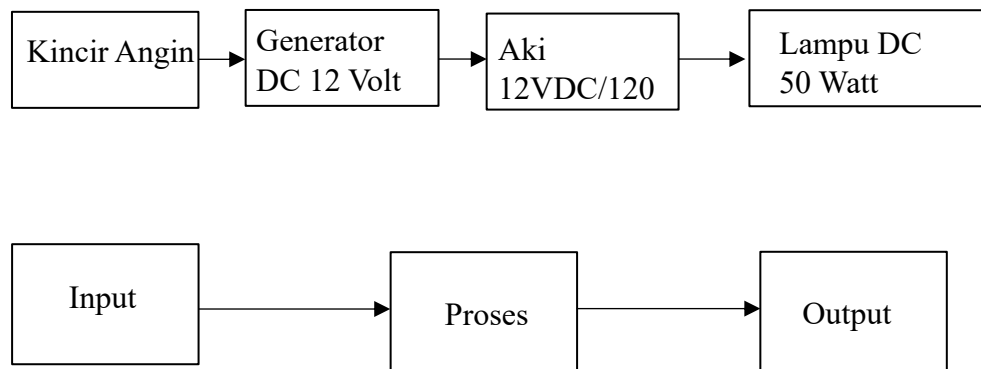 Kincir Angin
Generator
DC 12 Volt
Aki
12VDC/120
Lampu DC
50 Watt
Input
Proses
Output